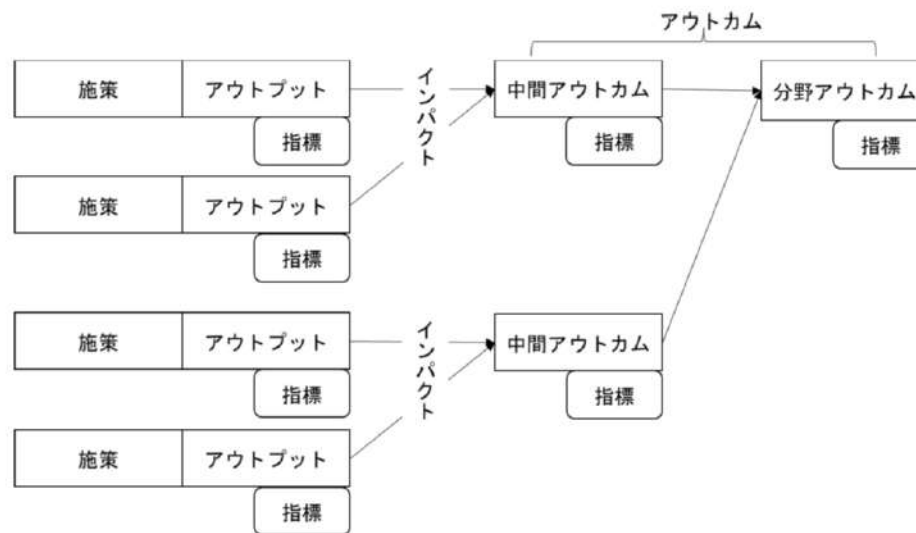 アウトカム
施策 アウトプット インパクト 中間アウトカム 分野アウトカム
指標 指標 指標
施策 アウトプット
指標
施策 アウトプット インパクト 中間アウトカム
指標 指標
施策 アウトプット
指標